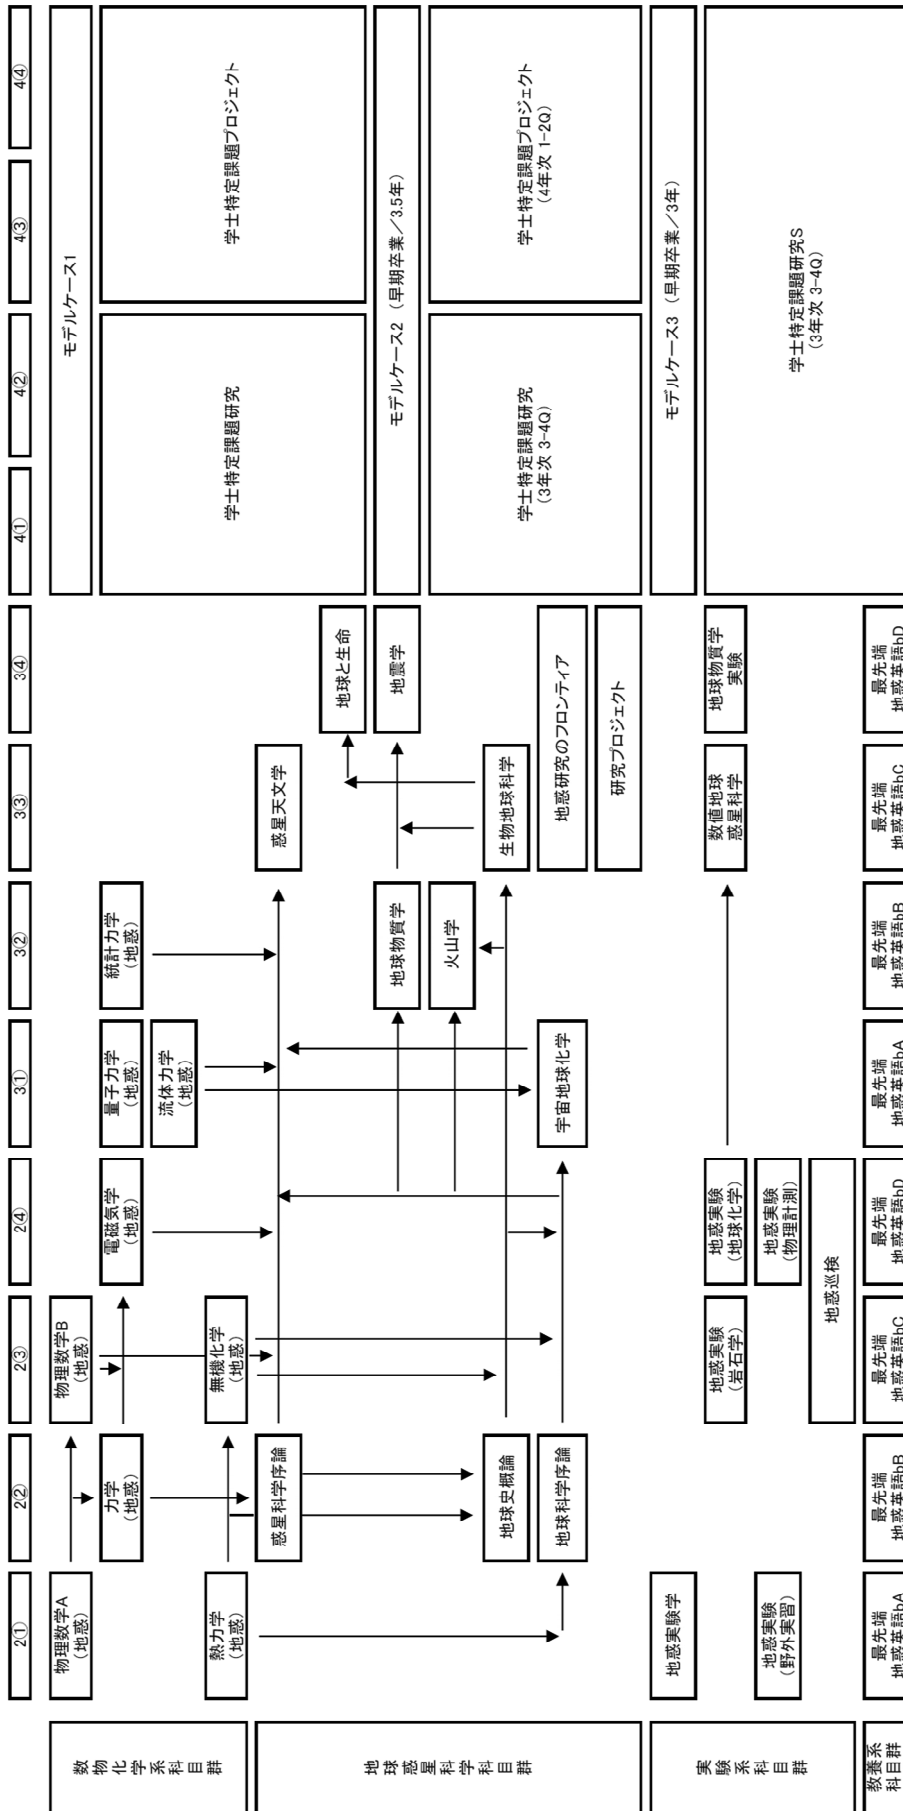 2①
2②
2③
2④
3①
3②
3③
3④
4①
4②
4③
4④
数物化学系科目群
物理数学A
(地惑)
物理数学B
(地惑)
モデルケース1
力学
(地惑)
電磁気学
(地惑)
量子力学
(地惑)
統計力学
(地惑)
学士特定課題研究
学士特定課題プロジェクト
流体力学
(地惑)
熱力学
(地惑)
無機化学
(地惑)
地球惑星科学科目群
惑星科学序論
惑星天文学
地球と生命
地球物質学
地震学
モデルケース2 (早期卒業/3.5年)
火山学
学士特定課題研究
(3年次 3-4Q)
学士特定課題プロジェクト
(4年次 1-2Q)
地球史概論
生物地球科学
地球科学序論
宇宙地球化学
地惑研究のフロンティア
研究プロジェクト
実験系科目群
地惑実験学
モデルケース3 (早期卒業/3年)
地惑実験
(岩石学)
地惑実験
(地球化学)
数値地球
惑星科学
地球物質学
実験
学士特定課題研究S
(3年次 3-4Q)
地惑実験
(野外実習)
地惑実験
(物理計測)
地惑巡検
教養系
科目群
最先端
地惑英語bA
最先端
地惑英語bB
最先端
地惑英語bC
最先端
地惑英語bD
最先端
地惑英語bA
最先端
地惑英語bB
最先端
地惑英語bC
最先端
地惑英語bD